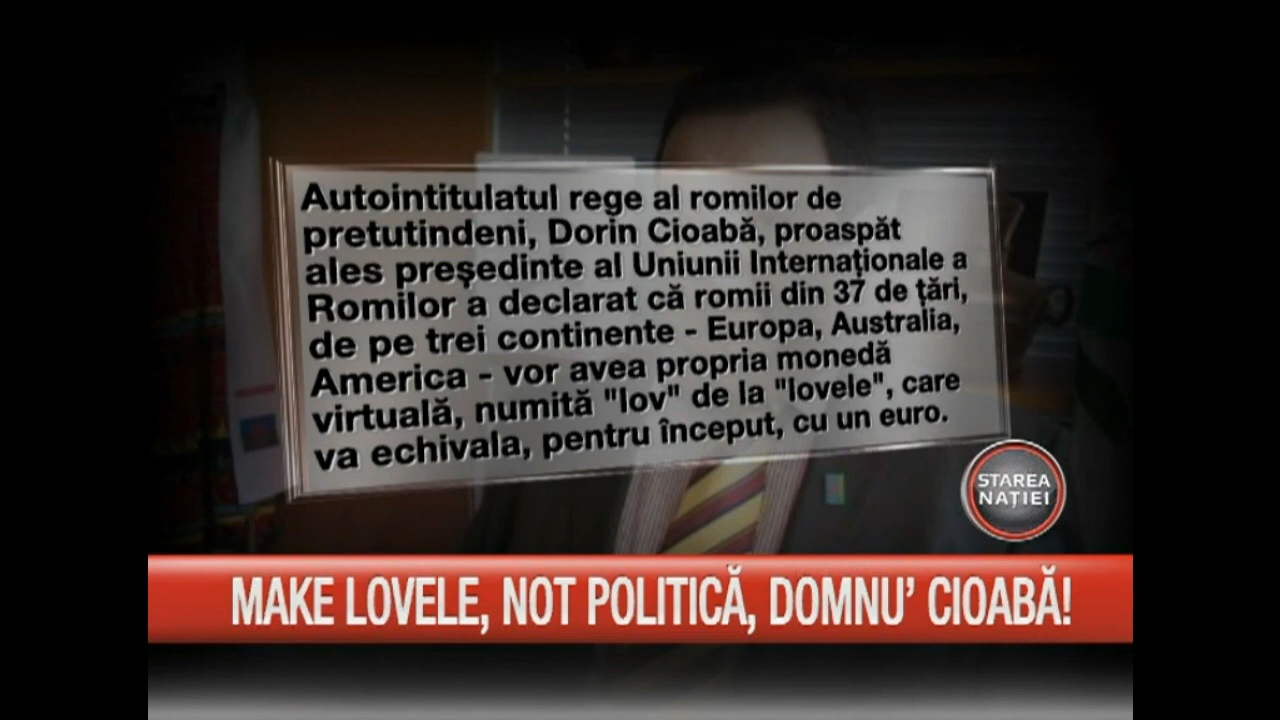 Autointitulatul rege al romilor de
pretutindeni, Dorin Cioabă, proaspăt
ales președinte al Uniunii Internaționale a
Romilor a declarat că romii din 37 de țări,
de pe trei continente - Europa, Australia,
America - vor avea propria monedă
virtuală, numită "lov" de la "lovele", care
va echivala, pentru început, cu un euro.
STAREA
NAȚIEI
MAKE LOVELE, NOT POLITICĂ, DOMNU' CIOABĂ!